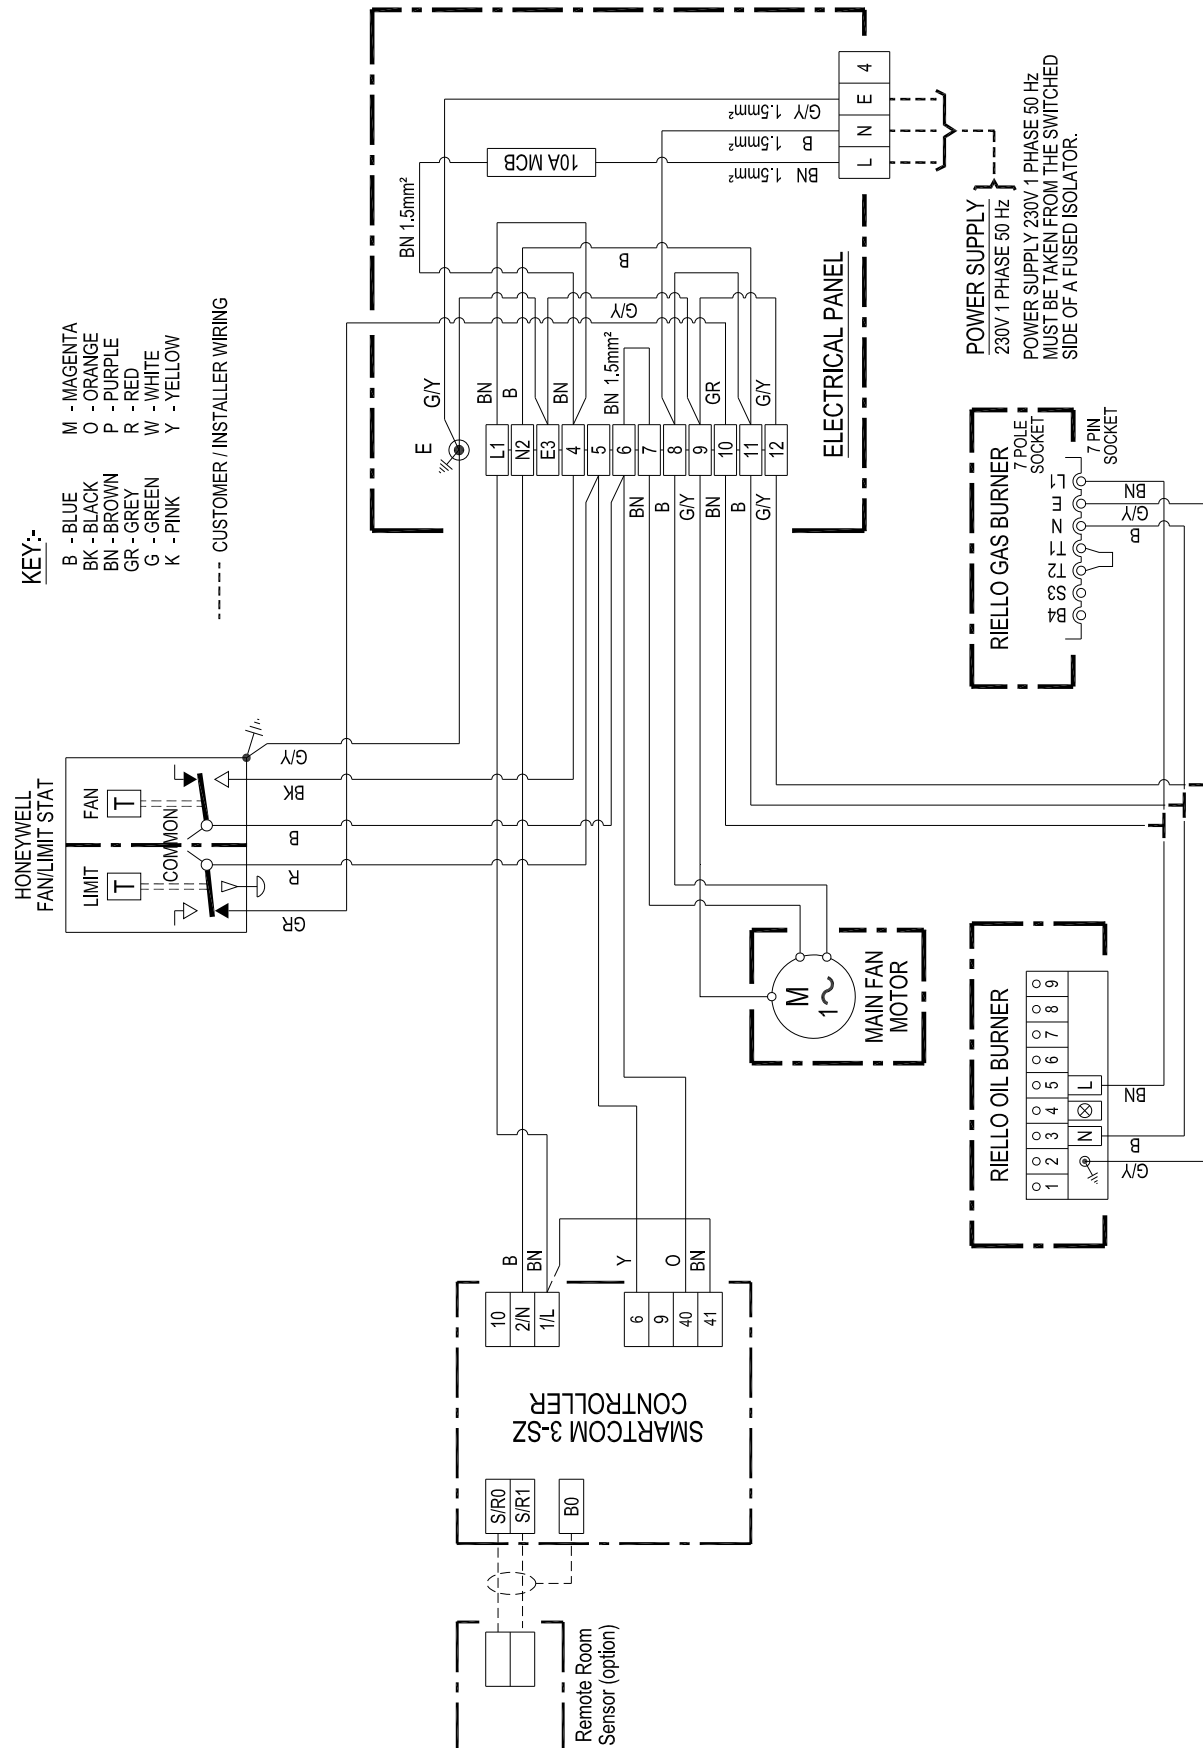 KEY:-
B - BLUE
BK - BLACK
BN - BROWN
GR - GREY
G - GREEN
K - PINK
M - MAGENTA
O - ORANGE
P - PURPLE
R - RED
W - WHITE
Y - YELLOW
CUSTOMER / INSTALLER WIRING
HONEYWELL
FAN/LIMIT STAT
LIMIT
FAN
T
T
COMMON
GR
R
B
BK
G/Y
E
G/Y
BN 1.5mm²
10A MCB
G/Y 1.5mm²
B 1.5mm²
BN 1.5mm²
L
N
E
4
B
G/Y
BN
B
BN
BN 1.5mm²
GR
G/Y
L1
N2
E3
4
5
6
7
8
9
10
11
12
BN
B
G/Y
BN
B
G/Y
ELECTRICAL PANEL
POWER SUPPLY
230V 1 PHASE 50 Hz
POWER SUPPLY 230V 1 PHASE 50 Hz
MUST BE TAKEN FROM THE SWITCHED
SIDE OF A FUSED ISOLATOR.
RIELLO GAS BURNER
7 POLE
SOCKET
7 PIN
SOCKET
B4
S3
T2
T1
N
E
L1
BN
G/Y
B
M
1~
MAIN FAN
MOTOR
RIELLO OIL BURNER
1 2 3 4 5 6 7 8 9
N
L
G/Y
B
BN
SMARTCOM 3-SZ
CONTROLLER
10
2/N
1/L
B
BN
6
9
40
41
Y
O
BN
S/R0
S/R1
B0
Remote Room
Sensor (option)